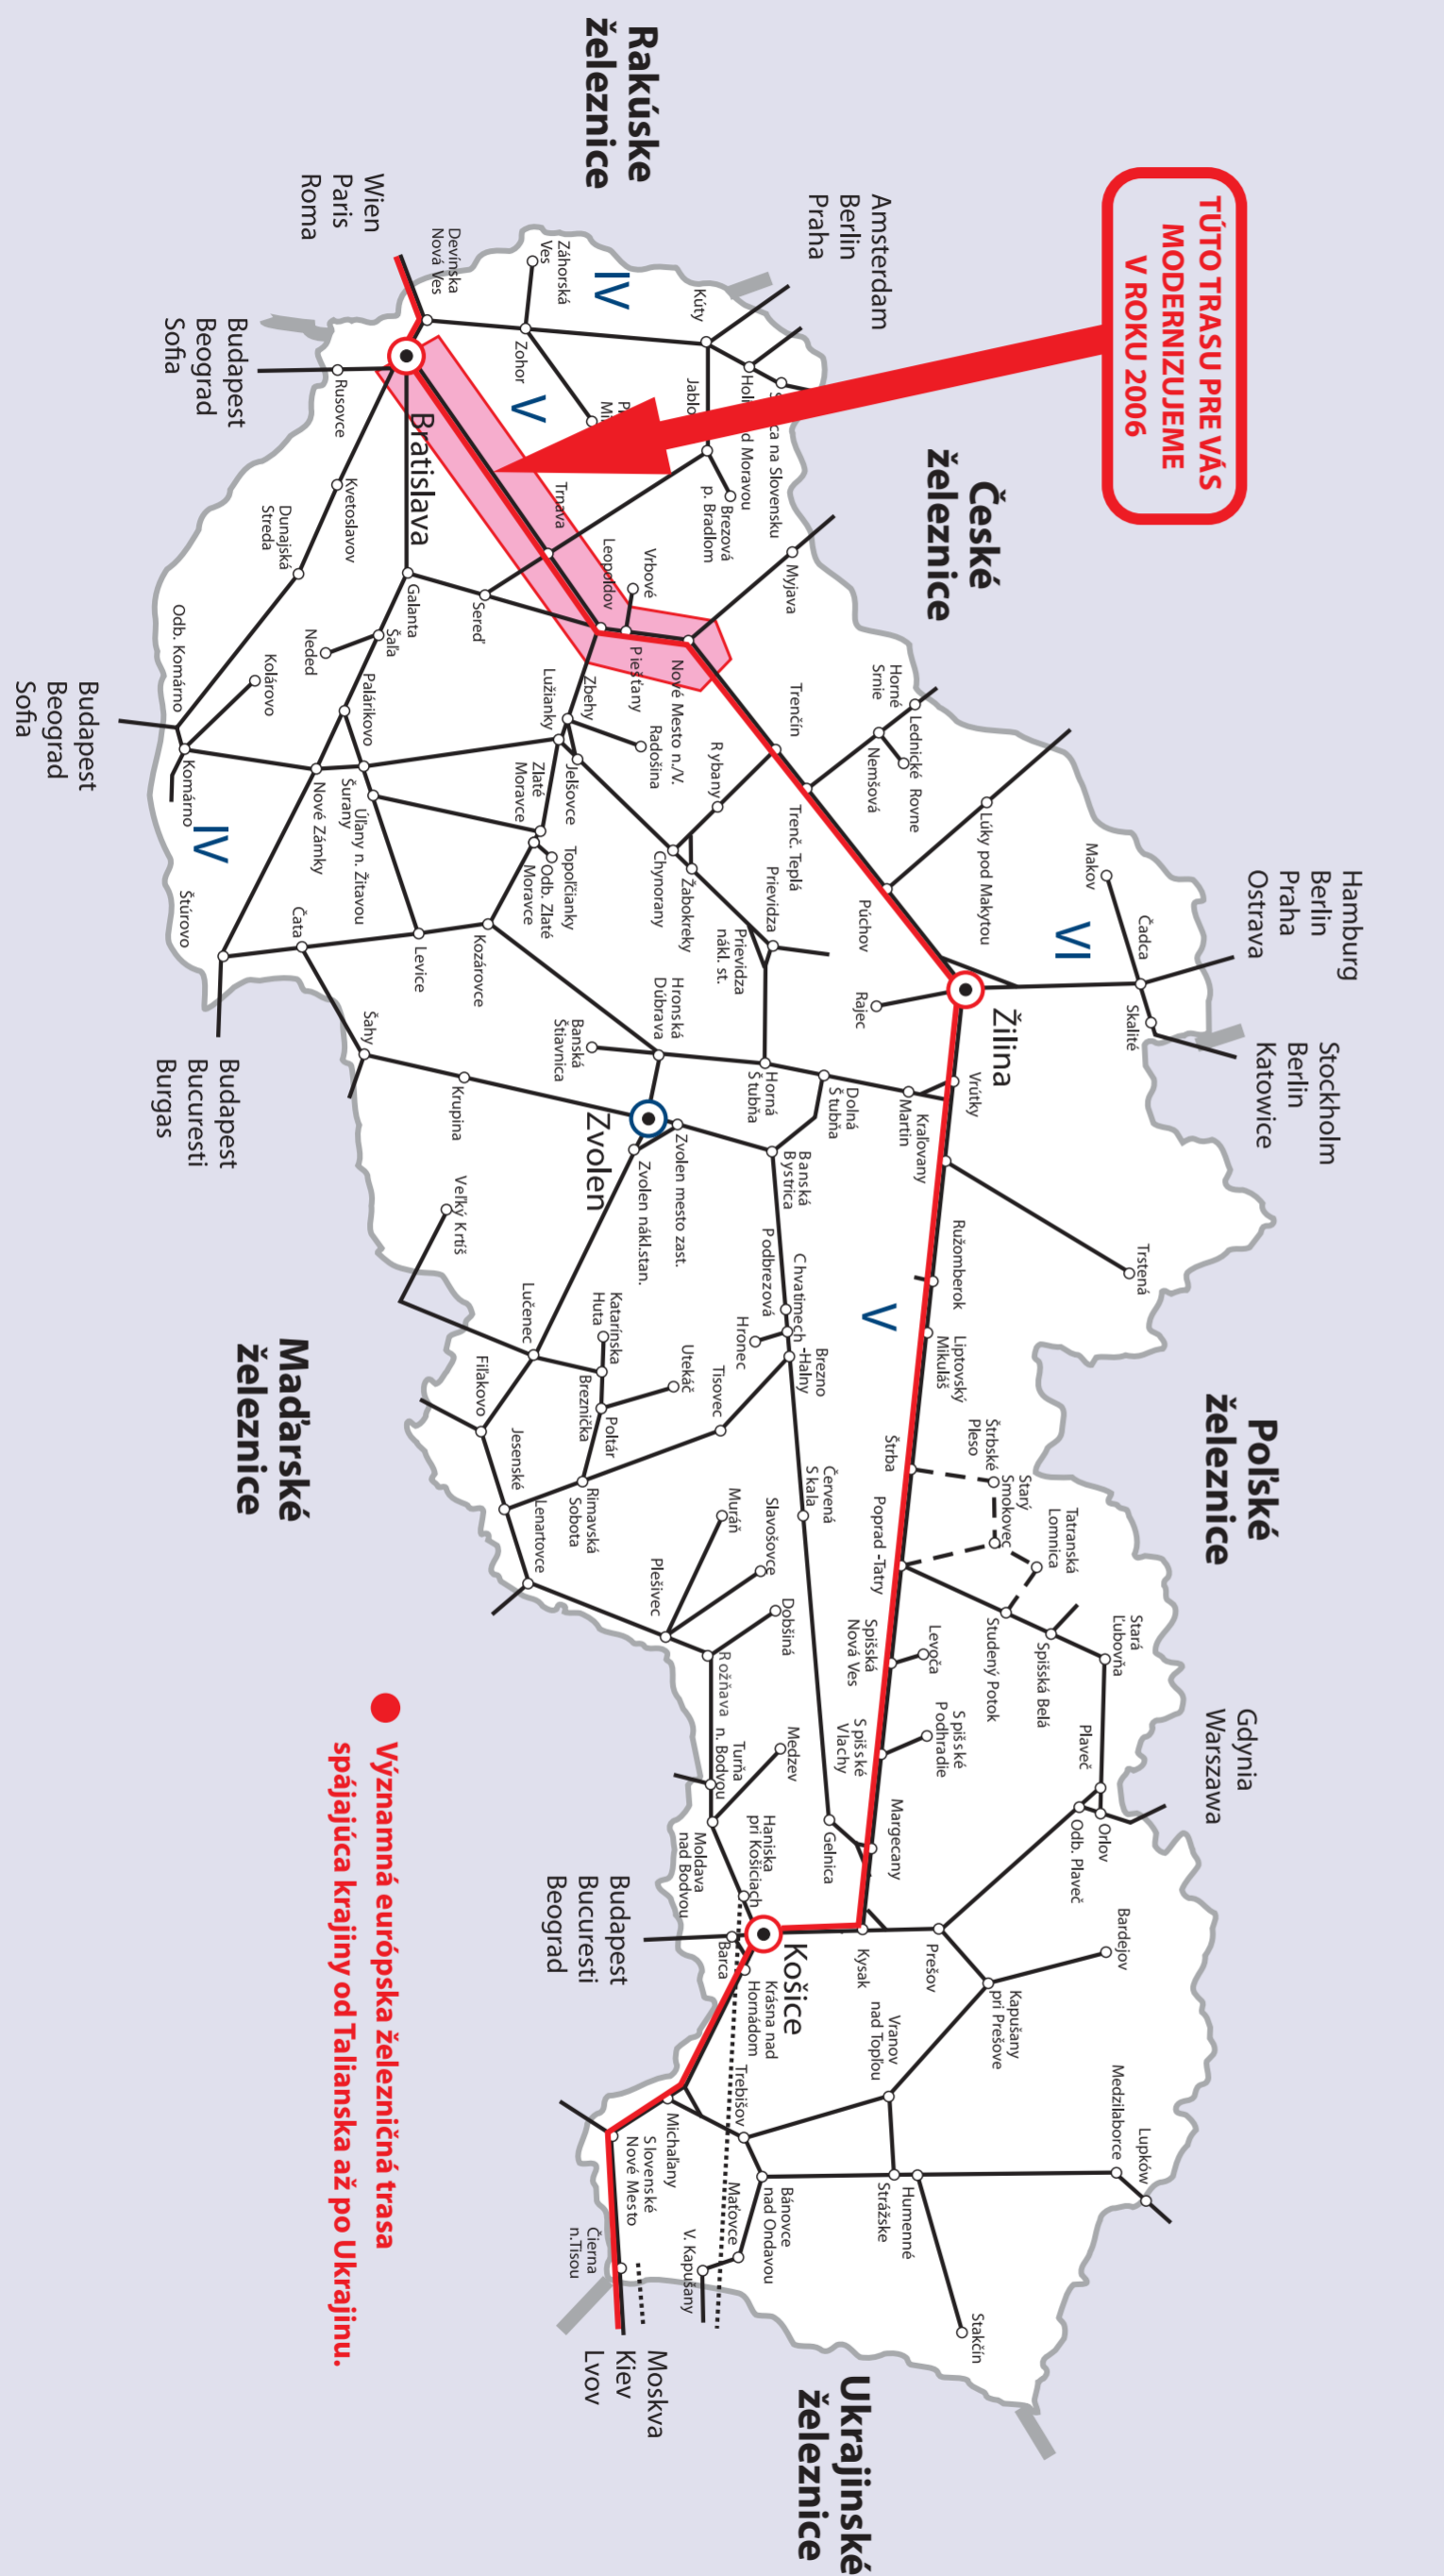 TÚTO TRASU PRE VÁS
MODERNIZUJEME
V ROKU 2006
Rakúske
železnice
České
železnice
Poľské
železnice
Ukrajinské
železnice
Maďarské
železnice
Amsterdam
Berlin
Praha
Hamburg
Berlin
Praha
Ostrava
Stockholm
Berlin
Katowice
Gdynia
Warszawa
Moskva
Kiev
Lvov
Wien
Paris
Roma
Budapest
Beograd
Sofia
Budapest
Beograd
Sofia
Budapest
Bucuresti
Burgas
Budapest
Bucuresti
Beograd
IV
V
IV
VI
V
Bratislava
Žilina
Zvolen
Košice
Devínska
Nová Ves
Záhorská
Ves
Zohor
Kúty
Holí
d Moravou
ca na Slovensku
Jablo
Brezová
p. Bradlom
Myjava
Trnava
Leopoldov
Vrbové
Piešťany
Nové Mesto n./V.
Trenčín
Horné
Srnie
Lednické Rovne
Nemšová
Trenč. Teplá
Lúky pod Makytou
Púchov
Makov
Čadca
Skalité
Rajec
Rusovce
Kvetoslavov
Dunajská
Streda
Odb. Komárno
Komárno
Kolárovo
Neded
Galanta
Šaľa
Sereď
Palárikovo
Šurany
Nové Zámky
Úľany n. Žitavou
Štúrovo
Čata
Levice
Šahy
Krupina
Zbehy
Lužianky
Radošina
Jelšovce
Zlaté
Moravce
Topoľčianky
Odb. Zlaté
Moravce
Kozárovce
Rybany
Chynorany
Žabokreky
Prievidza
Prievidza
nákl. st.
Hronská
Dúbrava
Banská
Štiavnica
Horná
Štubňa
Dolná
Štubňa
Martin
Vrútky
Kraľovany
Zvolen mesto zast.
Zvolen nákl.stan.
Banská
Bystrica
Podbrezová
Chvatimech
Hronec
Brezno
-Halny
Tisovec
Trstená
Ružomberok
Liptovský
Mikuláš
Štrba
Štrbské
Pleso
Starý
Smokovec
Tatranská
Lomnica
Poprad -Tatry
Studený Potok
Spišská Belá
Stará
Ľubovňa
Plaveč
Orlov
Odb. Plaveč
Bardejov
Veľký Krtíš
Lučenec
Fiľakovo
Katarínska
Huta
Breznička
Poltár
Utekáč
Jesenské
Rimavská
Sobota
Lenartovce
Plešivec
Muráň
Slavošovce
Dobšiná
Rožňava
Červená
Skala
Spišská
Nová Ves
Levoča
Spišské
Podhradie
Spišské
Vlachy
Margecany
Gelnica
Medzev
Turňa
n. Bodvou
Moldava
nad Bodvou
Haniska
pri Košiciach
Barca
Krásna nad
Hornádom
Kysak
Prešov
Kapušany
pri Prešove
Vranov
nad Topľou
Trebišov
Michaľany
Slovenské
Nové Mesto
Čierna
n.Tisou
Bánovce
nad Ondavou
Maťovce
V. Kapušany
Strážske
Humenné
Medzilaborce
Lupków
Stakčín
Významná európska železničná trasa
spájajúca krajiny od Talianska až po Ukrajinu.